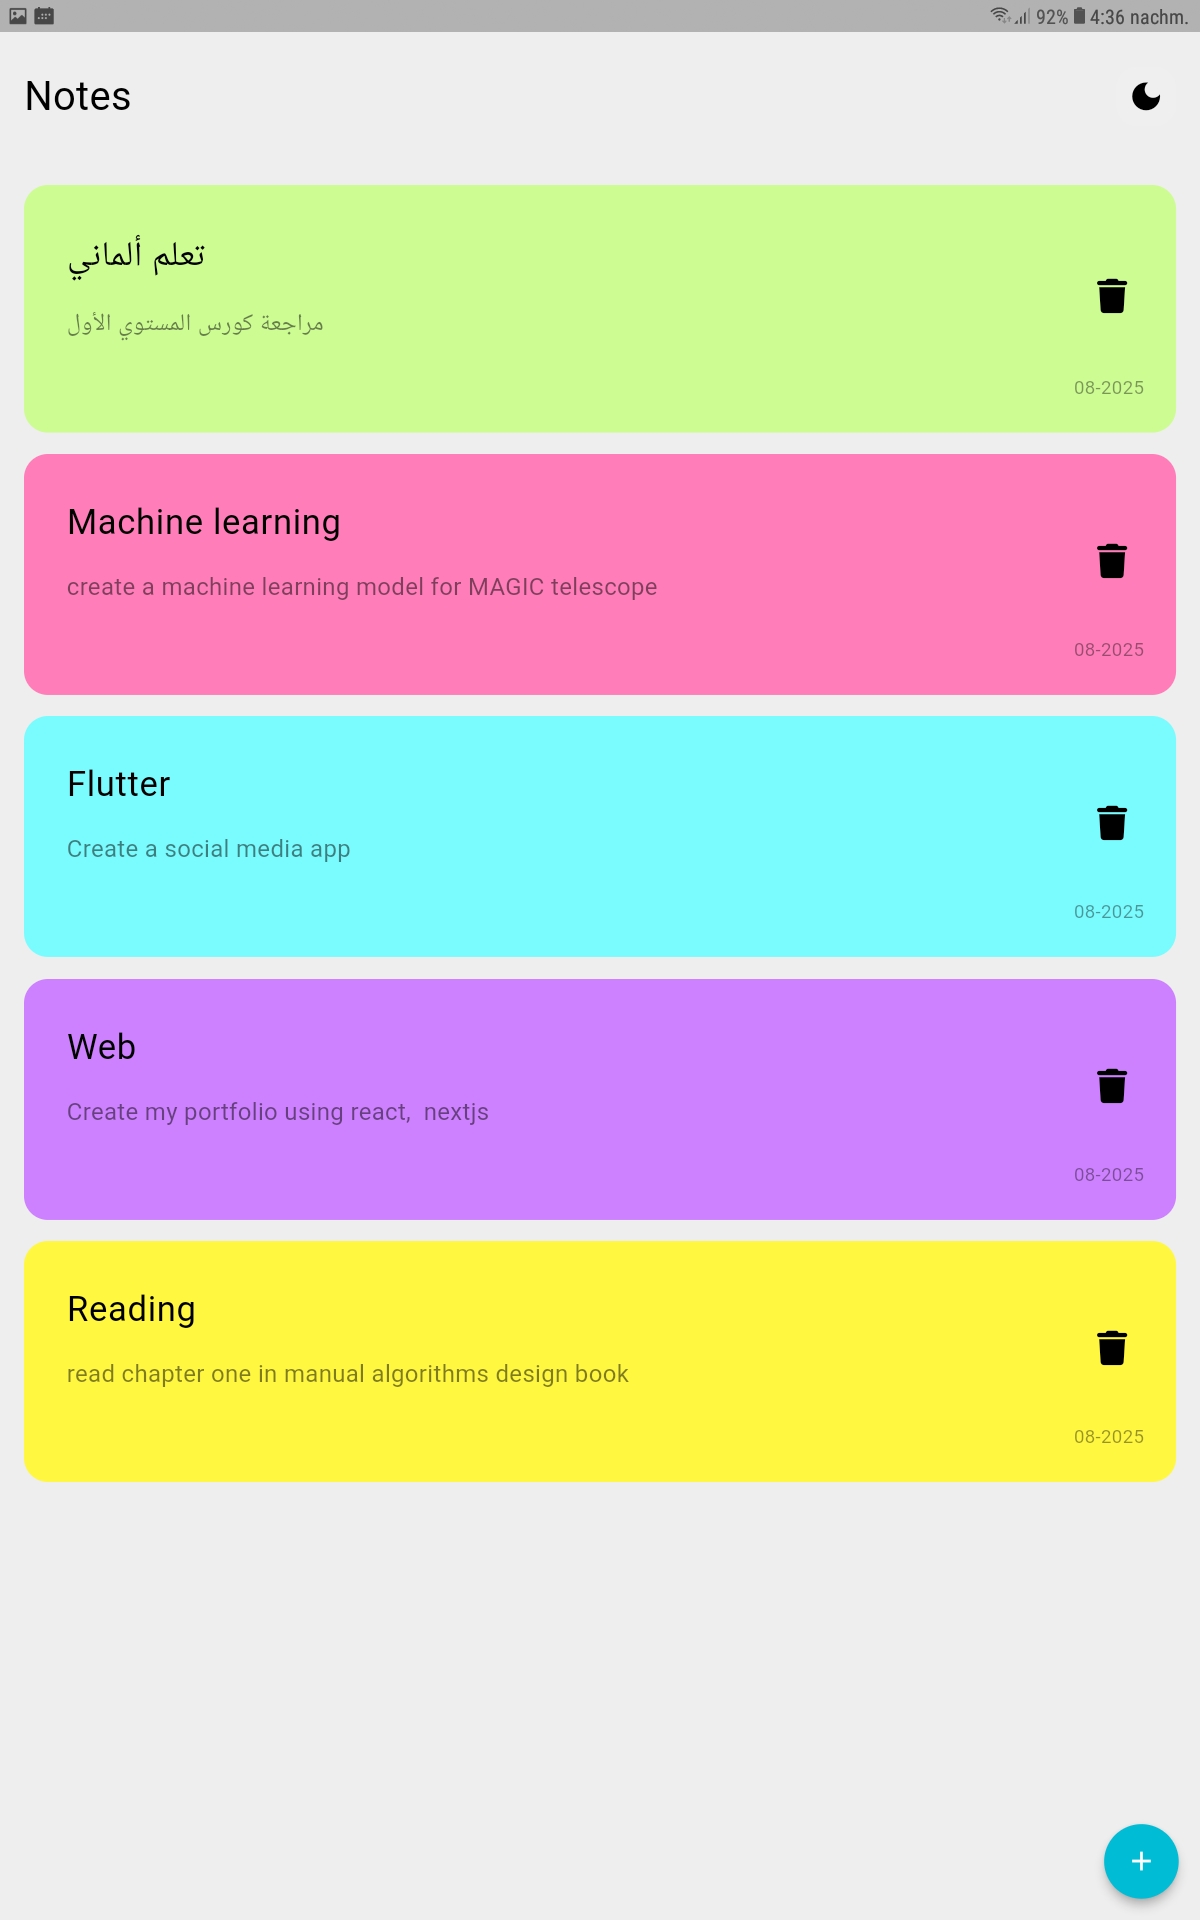 92% 4:36 nachm.
Notes
تعلم ألماني
مراجعة كورس المستوي الأول
08-2025
Machine learning
create a machine learning model for MAGIC telescope
08-2025
Flutter
Create a social media app
08-2025
Web
Create my portfolio using react,  nextjs
08-2025
Reading
read chapter one in manual algorithms design book
08-2025